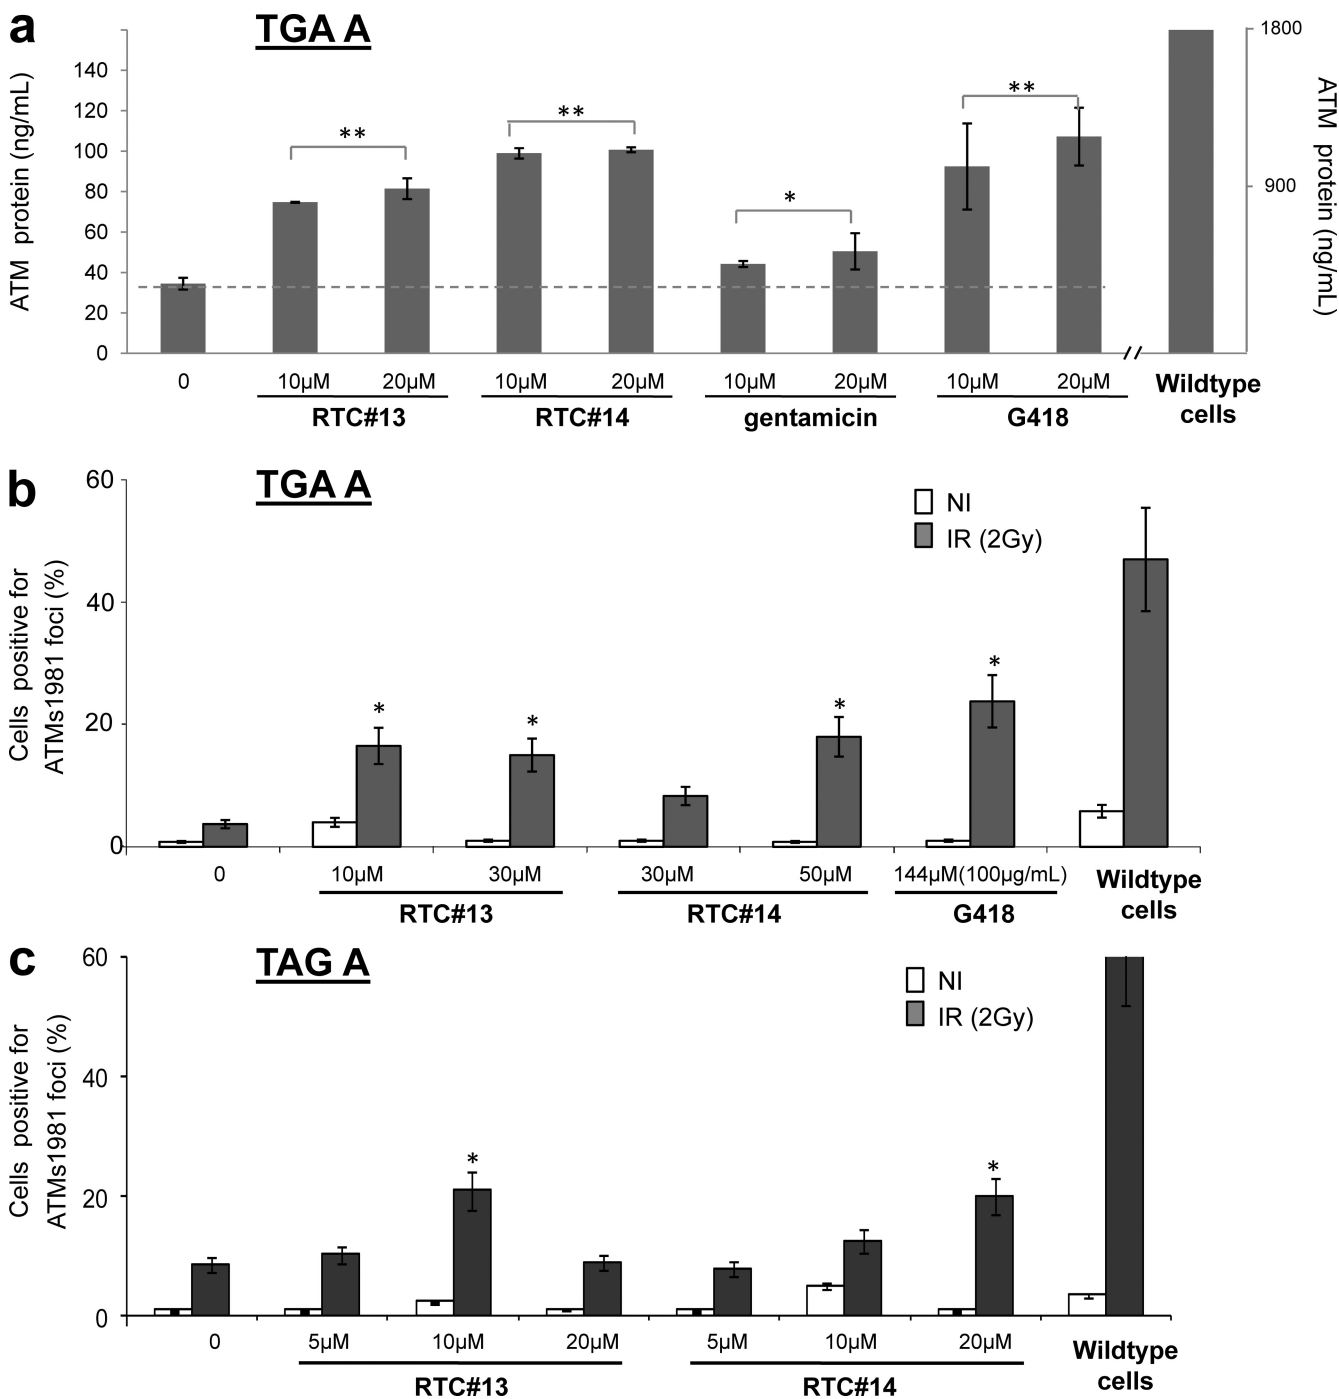 a
TGA A
ATM protein (ng/mL)
140
120
100
80
60
40
20
0
1800
900
ATM protein (ng/mL)
**
**
*
**
0
10µM
20µM
10µM
20µM
10µM
20µM
10µM
20µM
RTC#13
RTC#14
gentamicin
G418
Wildtype
cells
b
TGA A
Cells positive for
ATMs1981 foci (%)
60
40
20
0
NI
IR (2Gy)
*
*
*
*
0
10µM
30µM
30µM
50µM
144µM(100µg/mL)
RTC#13
RTC#14
G418
Wildtype
cells
c
TAG A
Cells positive for
ATMs1981 foci (%)
60
40
20
0
NI
IR (2Gy)
*
*
0
5µM
10µM
20µM
5µM
10µM
20µM
RTC#13
RTC#14
Wildtype
cells